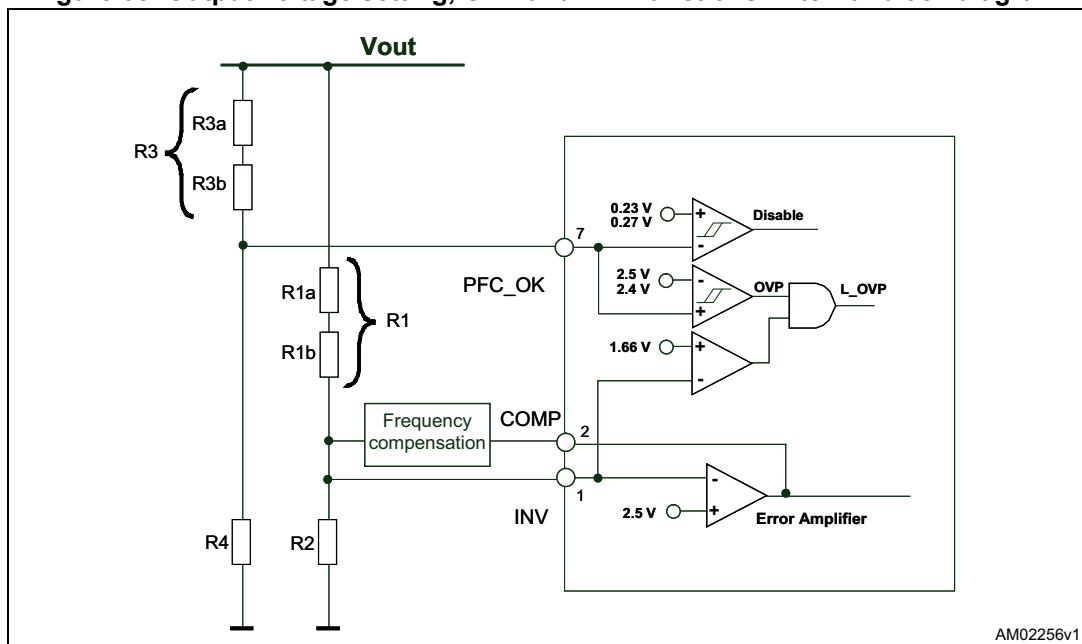 Vout
R3a
R3
R3b
0.23 V
0.27 V
Disable
7
PFC_OK
2.5 V
2.4 V
OVP
L_OVP
R1a
R1
R1b
1.66 V
Frequency
compensation
COMP
2
1
INV
2.5 V
Error Amplifier
R4
R2
AM02256v1